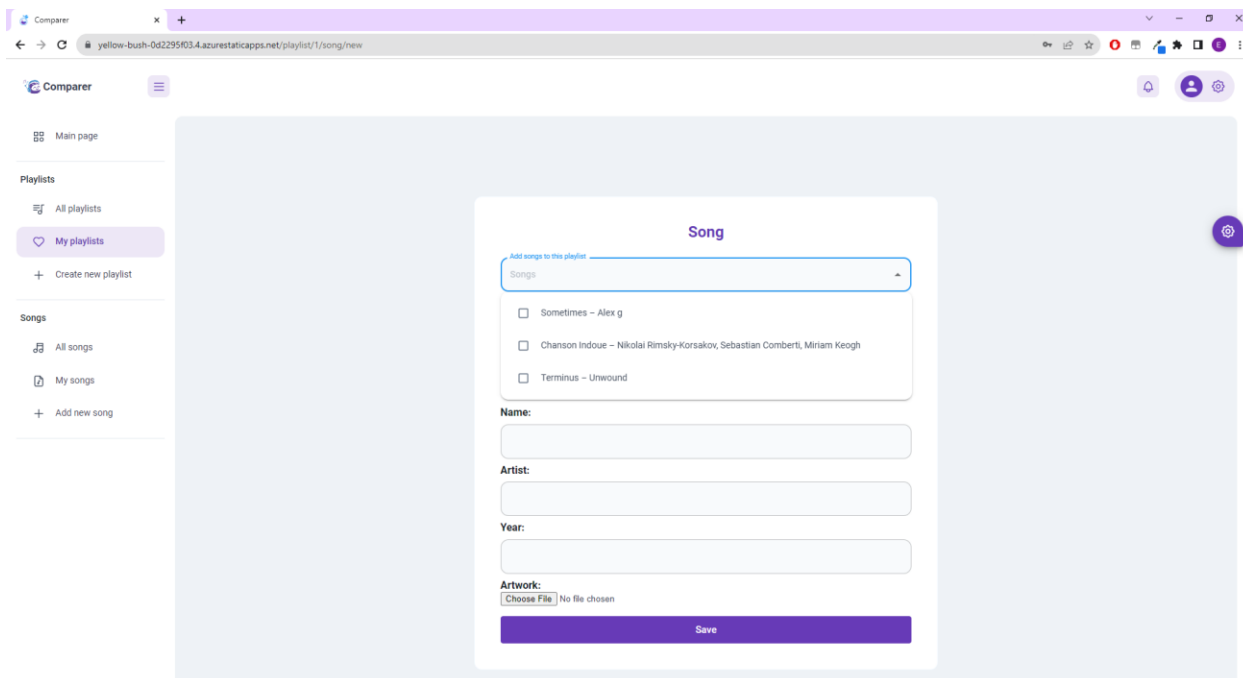 Comparer
yellow-bush-0d2295f03.4.azurestaticapps.net/playlist/1/song/new
E
Comparer
Main page
Playlists
All playlists
My playlists
Create new playlist
Songs
All songs
My songs
Add new song
Song
Add songs to this playlist
Songs
Sometimes – Alex g
Chanson Indoue – Nikolai Rimsky-Korsakov, Sebastian Comberti, Miriam Keogh
Terminus – Unwound
Name:
Artist:
Year:
Artwork:
Choose File No file chosen
Save